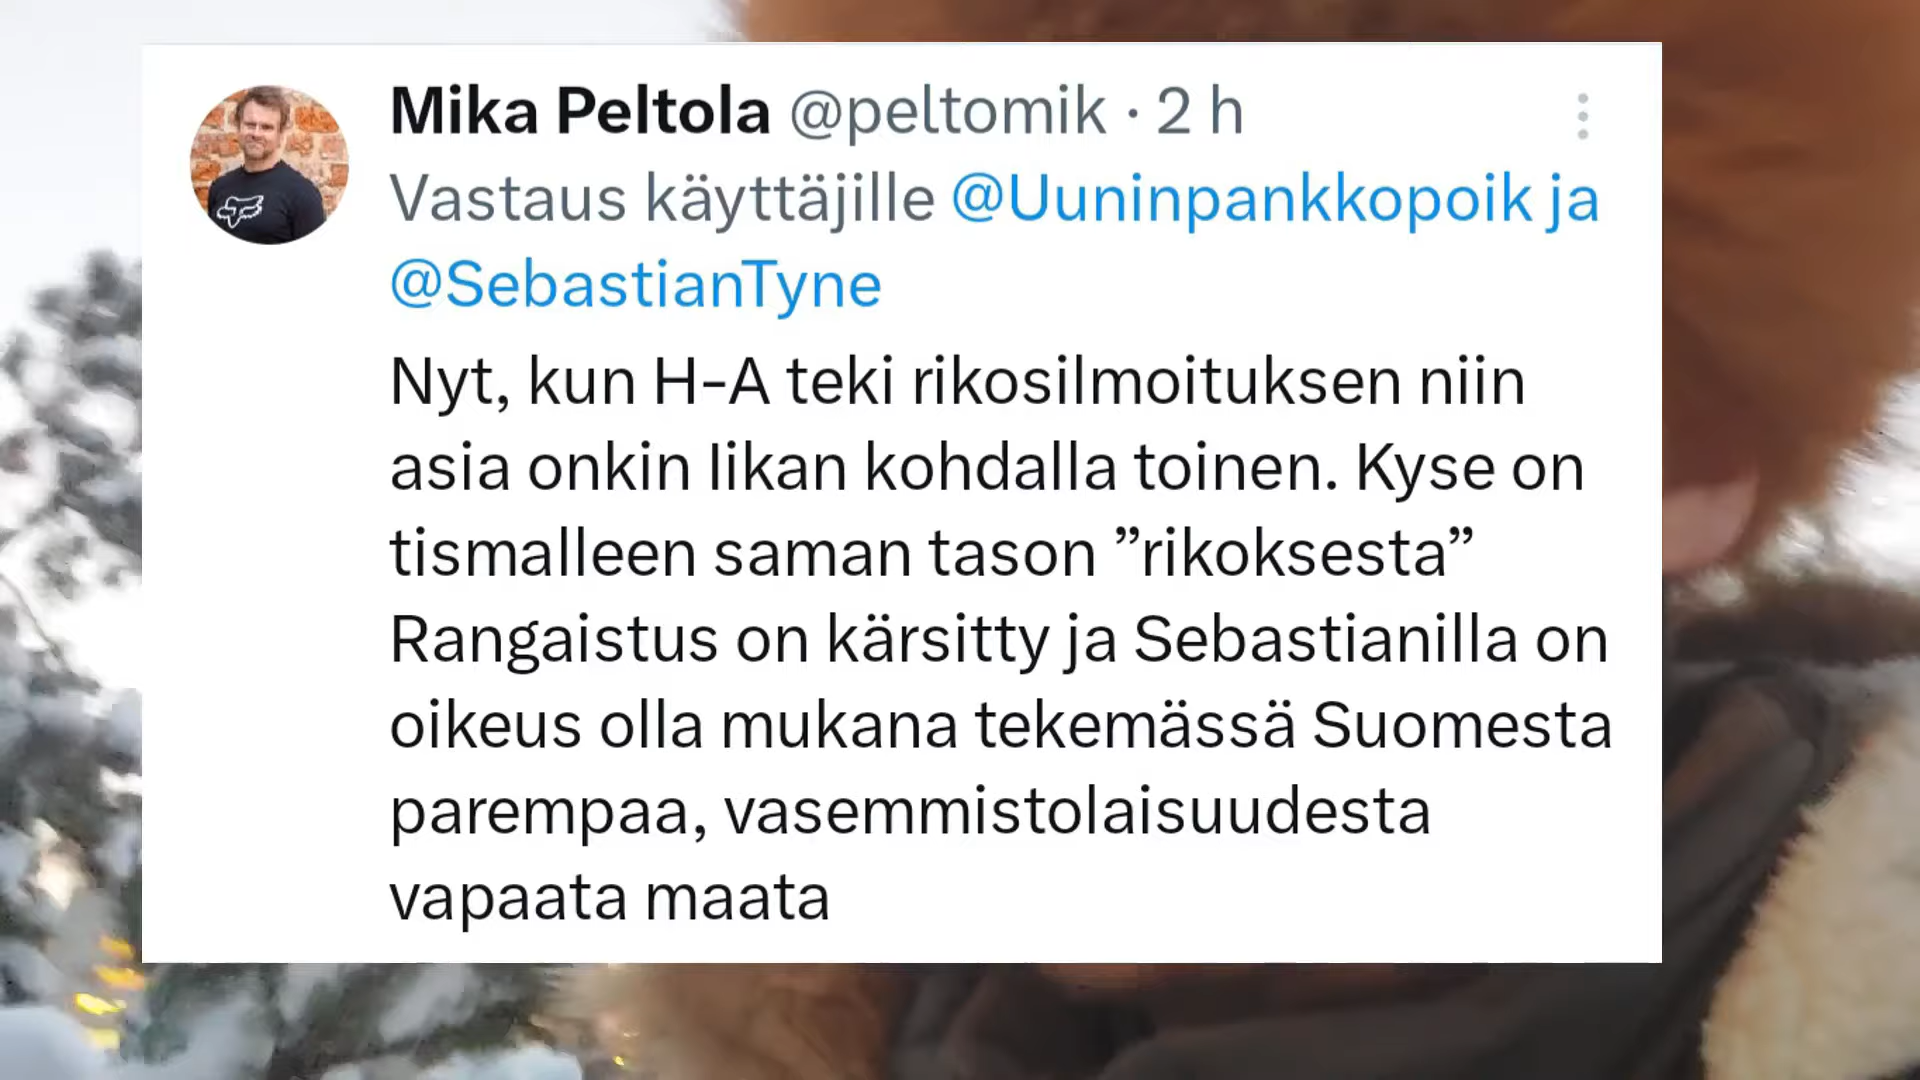 Mika Peltola @peltomik · 2 h
Vastaus käyttäjille @Uuninpankkopoik ja
@SebastianTyne
Nyt, kun H-A teki rikosilmoituksen niin
asia onkin Iikan kohdalla toinen. Kyse on
tismalleen saman tason ”rikoksesta”
Rangaistus on kärsitty ja Sebastianilla on
oikeus olla mukana tekemässä Suomesta
parempaa, vasemmistolaisuudesta
vapaata maata